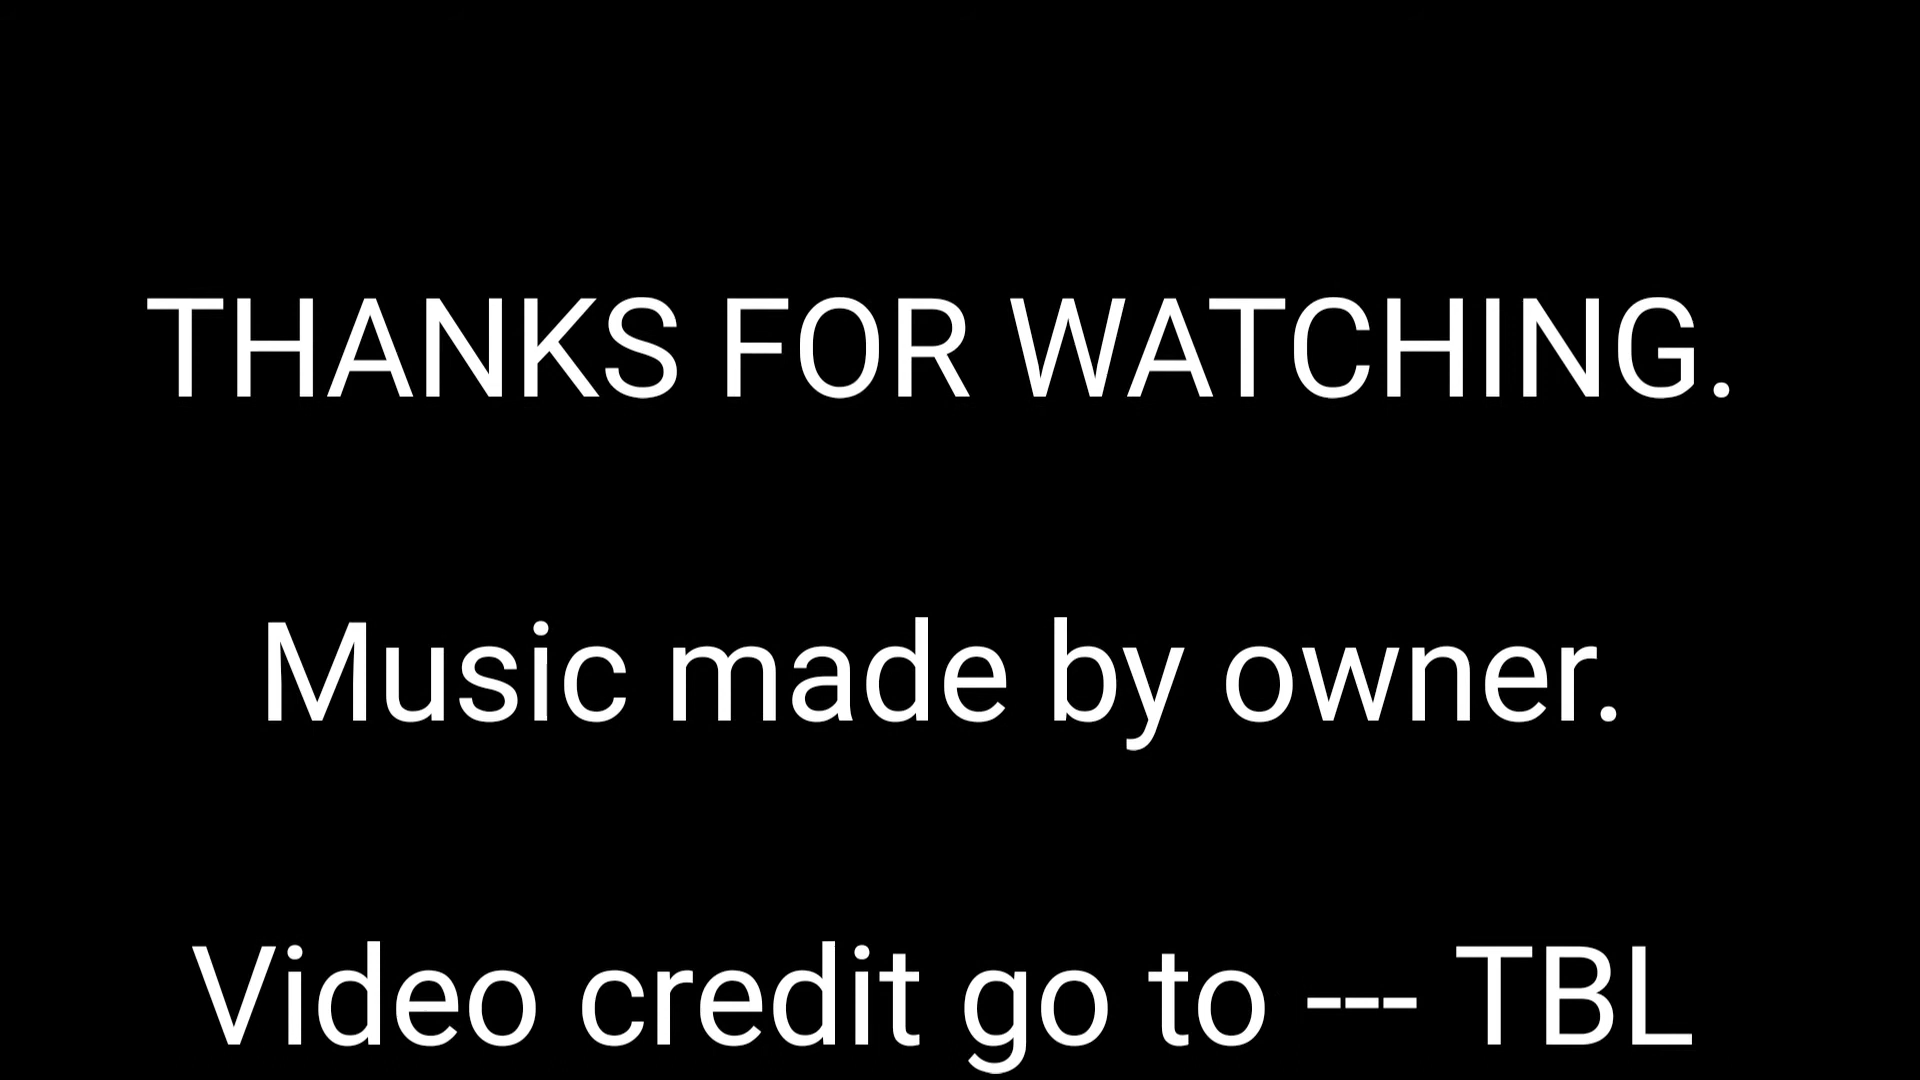 THANKS FOR WATCHING.
Music made by owner.
Video credit go to --- TBL